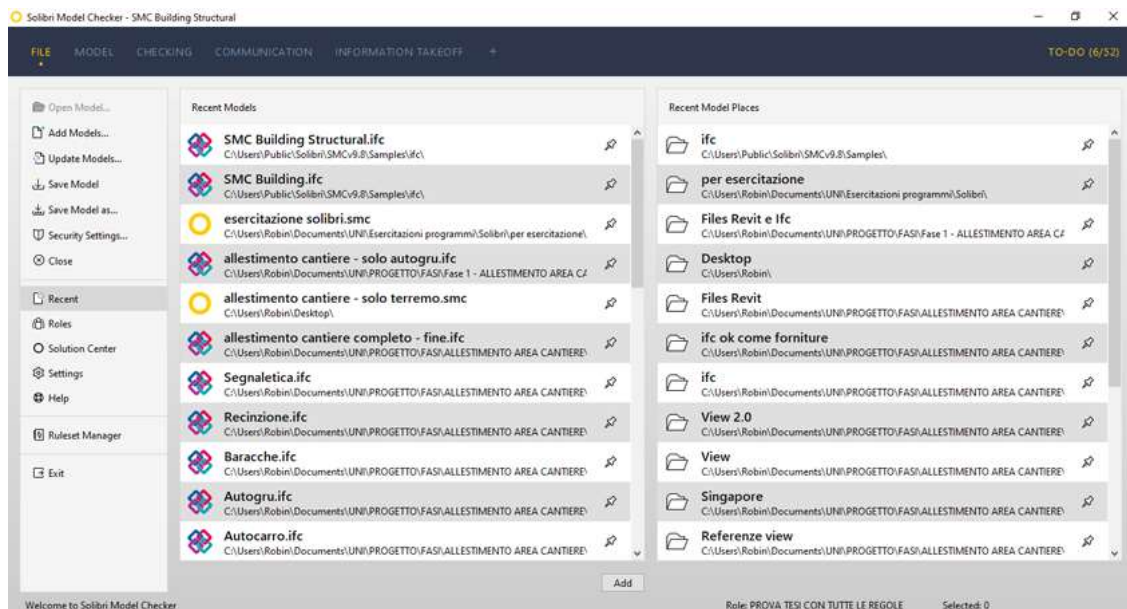 Solibri Model Checker - SMC Building Structural
FILE MODEL CHECKING COMMUNICATION INFORMATION TAKEOFF +
TO-DO (6/52)
Open Model...
Add Models...
Update Models...
Save Model
Save Model as...
Security Settings...
Close
Recent
Roles
Solution Center
Settings
Help
Ruleset Manager
Exit
Recent Models
SMC Building Structural.ifc
C:\Users\Public\Solibri\SMCv9.8\Samples\ifc\
SMC Building.ifc
C:\Users\Public\Solibri\SMCv9.8\Samples\ifc\
esercitazione solibri.smc
C:\Users\Robin\Documents\UNI\Esercitazioni programmi\Solibri\per esercitazione\
allestimento cantiere - solo autogru.ifc
C:\Users\Robin\Documents\UNI\PROGETTO\FASI\Fase 1 - ALLESTIMENTO AREA CA
allestimento cantiere - solo terremo.smc
C:\Users\Robin\Desktop\
allestimento cantiere completo - fine.ifc
C:\Users\Robin\Documents\UNI\PROGETTO\FASI\ALLESTIMENTO AREA CANTIERE\
Segnaletica.ifc
C:\Users\Robin\Documents\UNI\PROGETTO\FASI\ALLESTIMENTO AREA CANTIERE\
Recinzione.ifc
C:\Users\Robin\Documents\UNI\PROGETTO\FASI\ALLESTIMENTO AREA CANTIERE\
Baracche.ifc
C:\Users\Robin\Documents\UNI\PROGETTO\FASI\ALLESTIMENTO AREA CANTIERE\
Autogru.ifc
C:\Users\Robin\Documents\UNI\PROGETTO\FASI\ALLESTIMENTO AREA CANTIERE\
Autocarro.ifc
C:\Users\Robin\Documents\UNI\PROGETTO\FASI\ALLESTIMENTO AREA CANTIERE\
Recent Model Places
ifc
C:\Users\Public\Solibri\SMCv9.8\Samples\
per esercitazione
C:\Users\Robin\Documents\UNI\Esercitazioni programmi\Solibri\
Files Revit e Ifc
C:\Users\Robin\Documents\UNI\PROGETTO\FASI\Fase 1 - ALLESTIMENTO AREA CA
Desktop
C:\Users\Robin\
Files Revit
C:\Users\Robin\Documents\UNI\PROGETTO\FASI\ALLESTIMENTO AREA CANTIERE\
ifc ok come forniture
C:\Users\Robin\Documents\UNI\PROGETTO\FASI\ALLESTIMENTO AREA CANTIERE\
ifc
C:\Users\Robin\Documents\UNI\PROGETTO\FASI\ALLESTIMENTO AREA CANTIERE\
View 2.0
C:\Users\Robin\Documents\UNI\PROGETTO\FASI\ALLESTIMENTO AREA CANTIERE\
View
C:\Users\Robin\Documents\UNI\PROGETTO\FASI\ALLESTIMENTO AREA CANTIERE\
Singapore
C:\Users\Robin\Documents\UNI\PROGETTO\FASI\ALLESTIMENTO AREA CANTIERE\
Referenze view
C:\Users\Robin\Documents\UNI\PROGETTO\FASI\ALLESTIMENTO AREA CANTIERE\
Add
Welcome to Solibri Model Checker
Role: PROVA TESI CON TUTTE LE REGOLE
Selected: 0